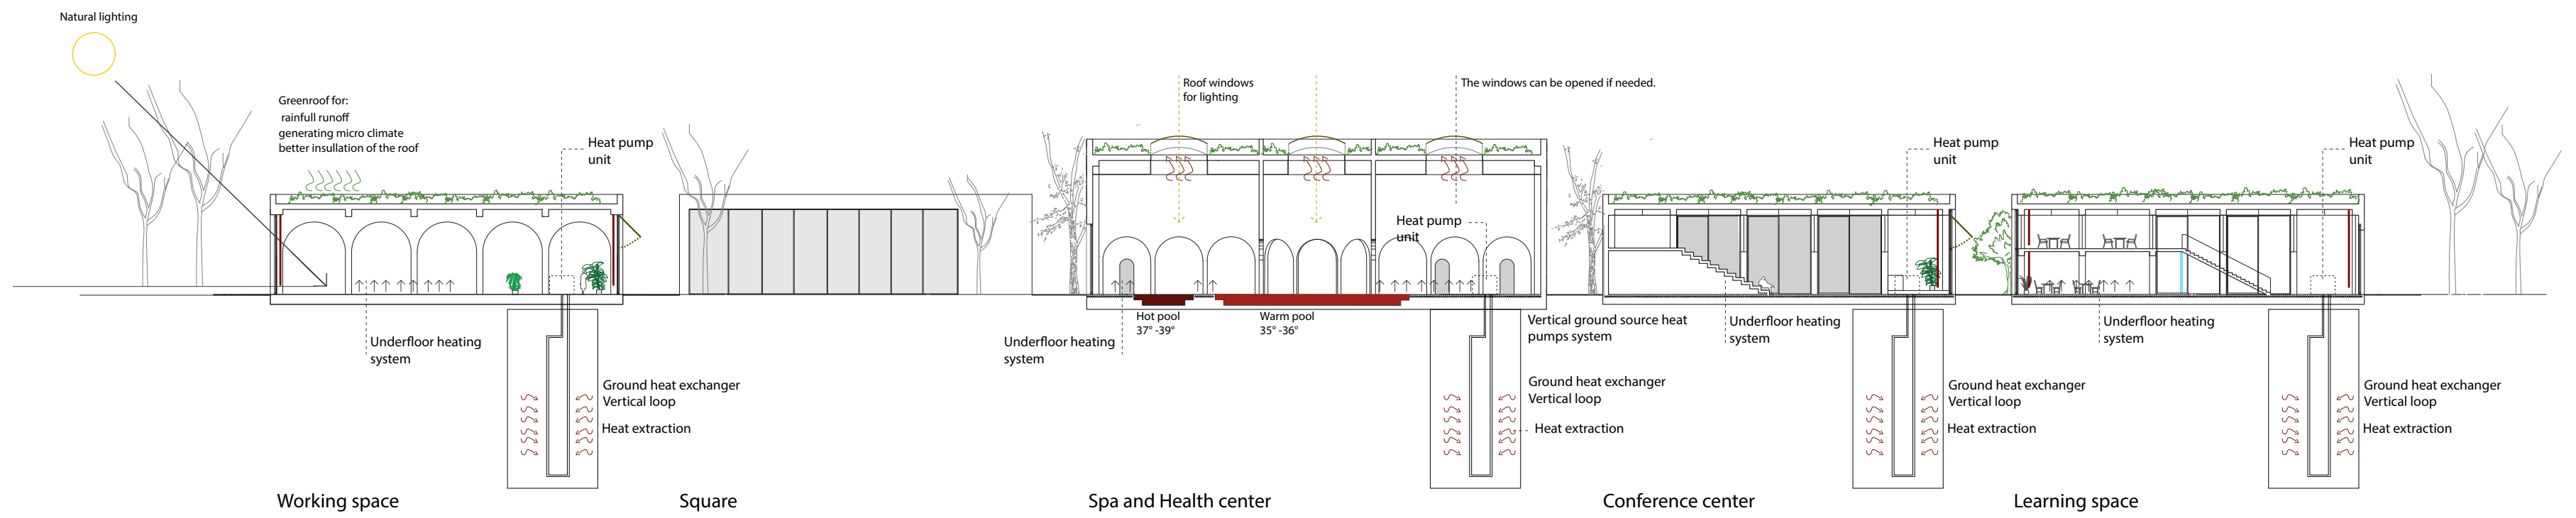 Natural lighting
Greenroof for:
rainfull runoff
generating micro climate
better insullation of the roof
Heat pump
unit
Underfloor heating
system
Ground heat exchanger
Vertical loop
Heat extraction
Working space
Square
Roof windows
for lighting
The windows can be opened if needed.
Heat pump
unit
Hot pool
37° -39°
Warm pool
35° -36°
Underfloor heating
system
Vertical ground source heat
pumps system
Ground heat exchanger
Vertical loop
Heat extraction
Spa and Health center
Heat pump
unit
Underfloor heating
system
Ground heat exchanger
Vertical loop
Heat extraction
Conference center
Heat pump
unit
Underfloor heating
system
Ground heat exchanger
Vertical loop
Heat extraction
Learning space